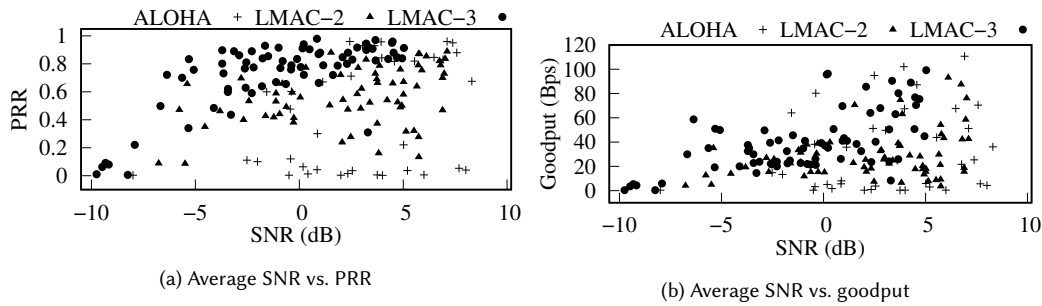 ALOHA LMAC−2 LMAC−3
1
0.8
0.6
0.4
0.2
0
PRR
−10 −5 0 5 10
SNR (dB)
(a) Average SNR vs. PRR
ALOHA LMAC−2 LMAC−3
120
100
80
60
40
20
0
Goodput (Bps)
−10 −5 0 5 10
SNR (dB)
(b) Average SNR vs. goodput